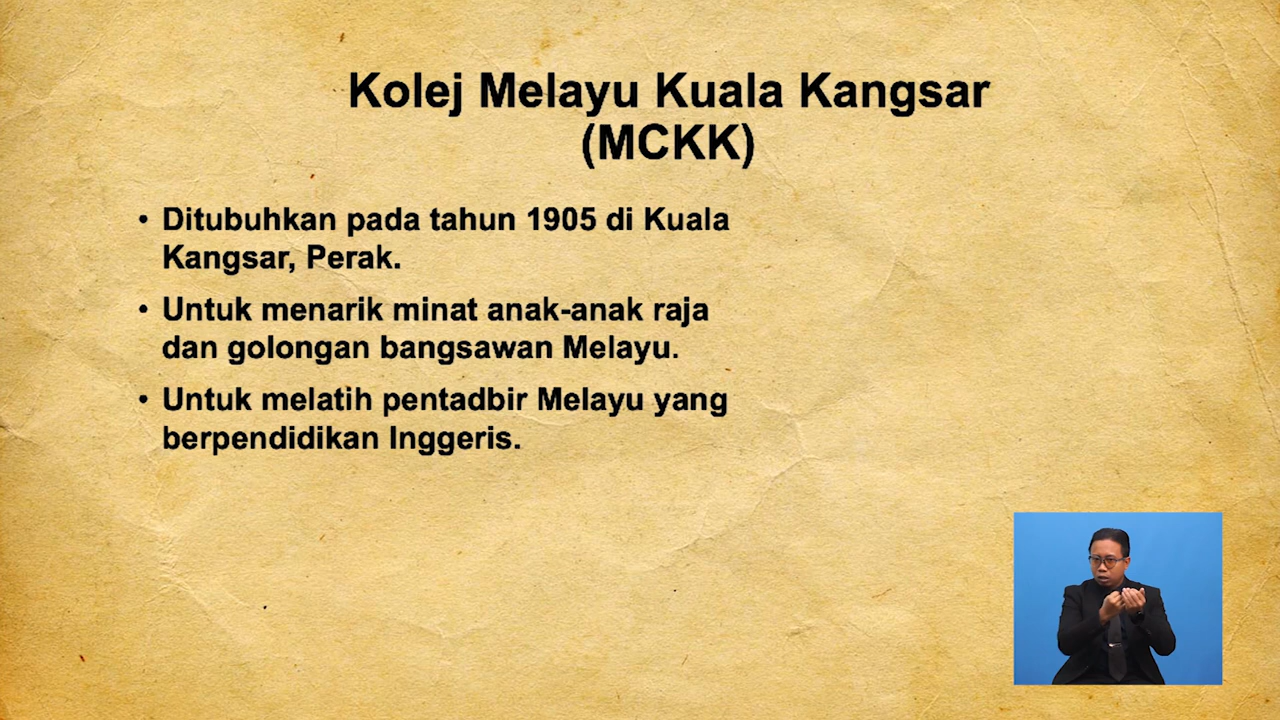 Kolej Melayu Kuala Kangsar
(MCKK)
• Ditubuhkan pada tahun 1905 di Kuala
Kangsar, Perak.
• Untuk menarik minat anak-anak raja
dan golongan bangsawan Melayu.
• Untuk melatih pentadbir Melayu yang
berpendidikan Inggeris.